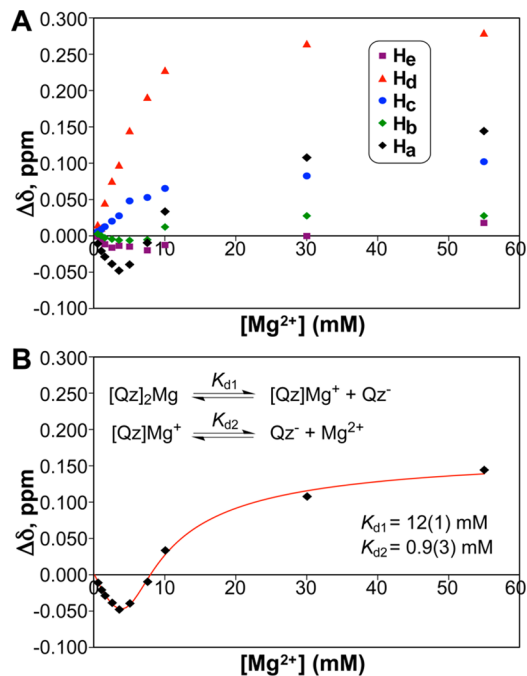 A
0.300
0.250
0.200
0.150
0.100
0.050
0.000
-0.050
-0.100
Δδ, ppm
He
Hd
Hc
Hb
Ha
10 20 30 40 50 60
[Mg²⁺] (mM)
B
0.300
0.250
0.200
0.150
0.100
0.050
0.000
-0.050
-0.100
Δδ, ppm
[Qz]₂Mg Kd1 [Qz]Mg⁺ + Qz⁻
[Qz]Mg⁺ Kd2 Qz⁻ + Mg²⁺
Kd1 = 12(1) mM
Kd2 = 0.9(3) mM
0 10 20 30 40 50 60
[Mg²⁺] (mM)